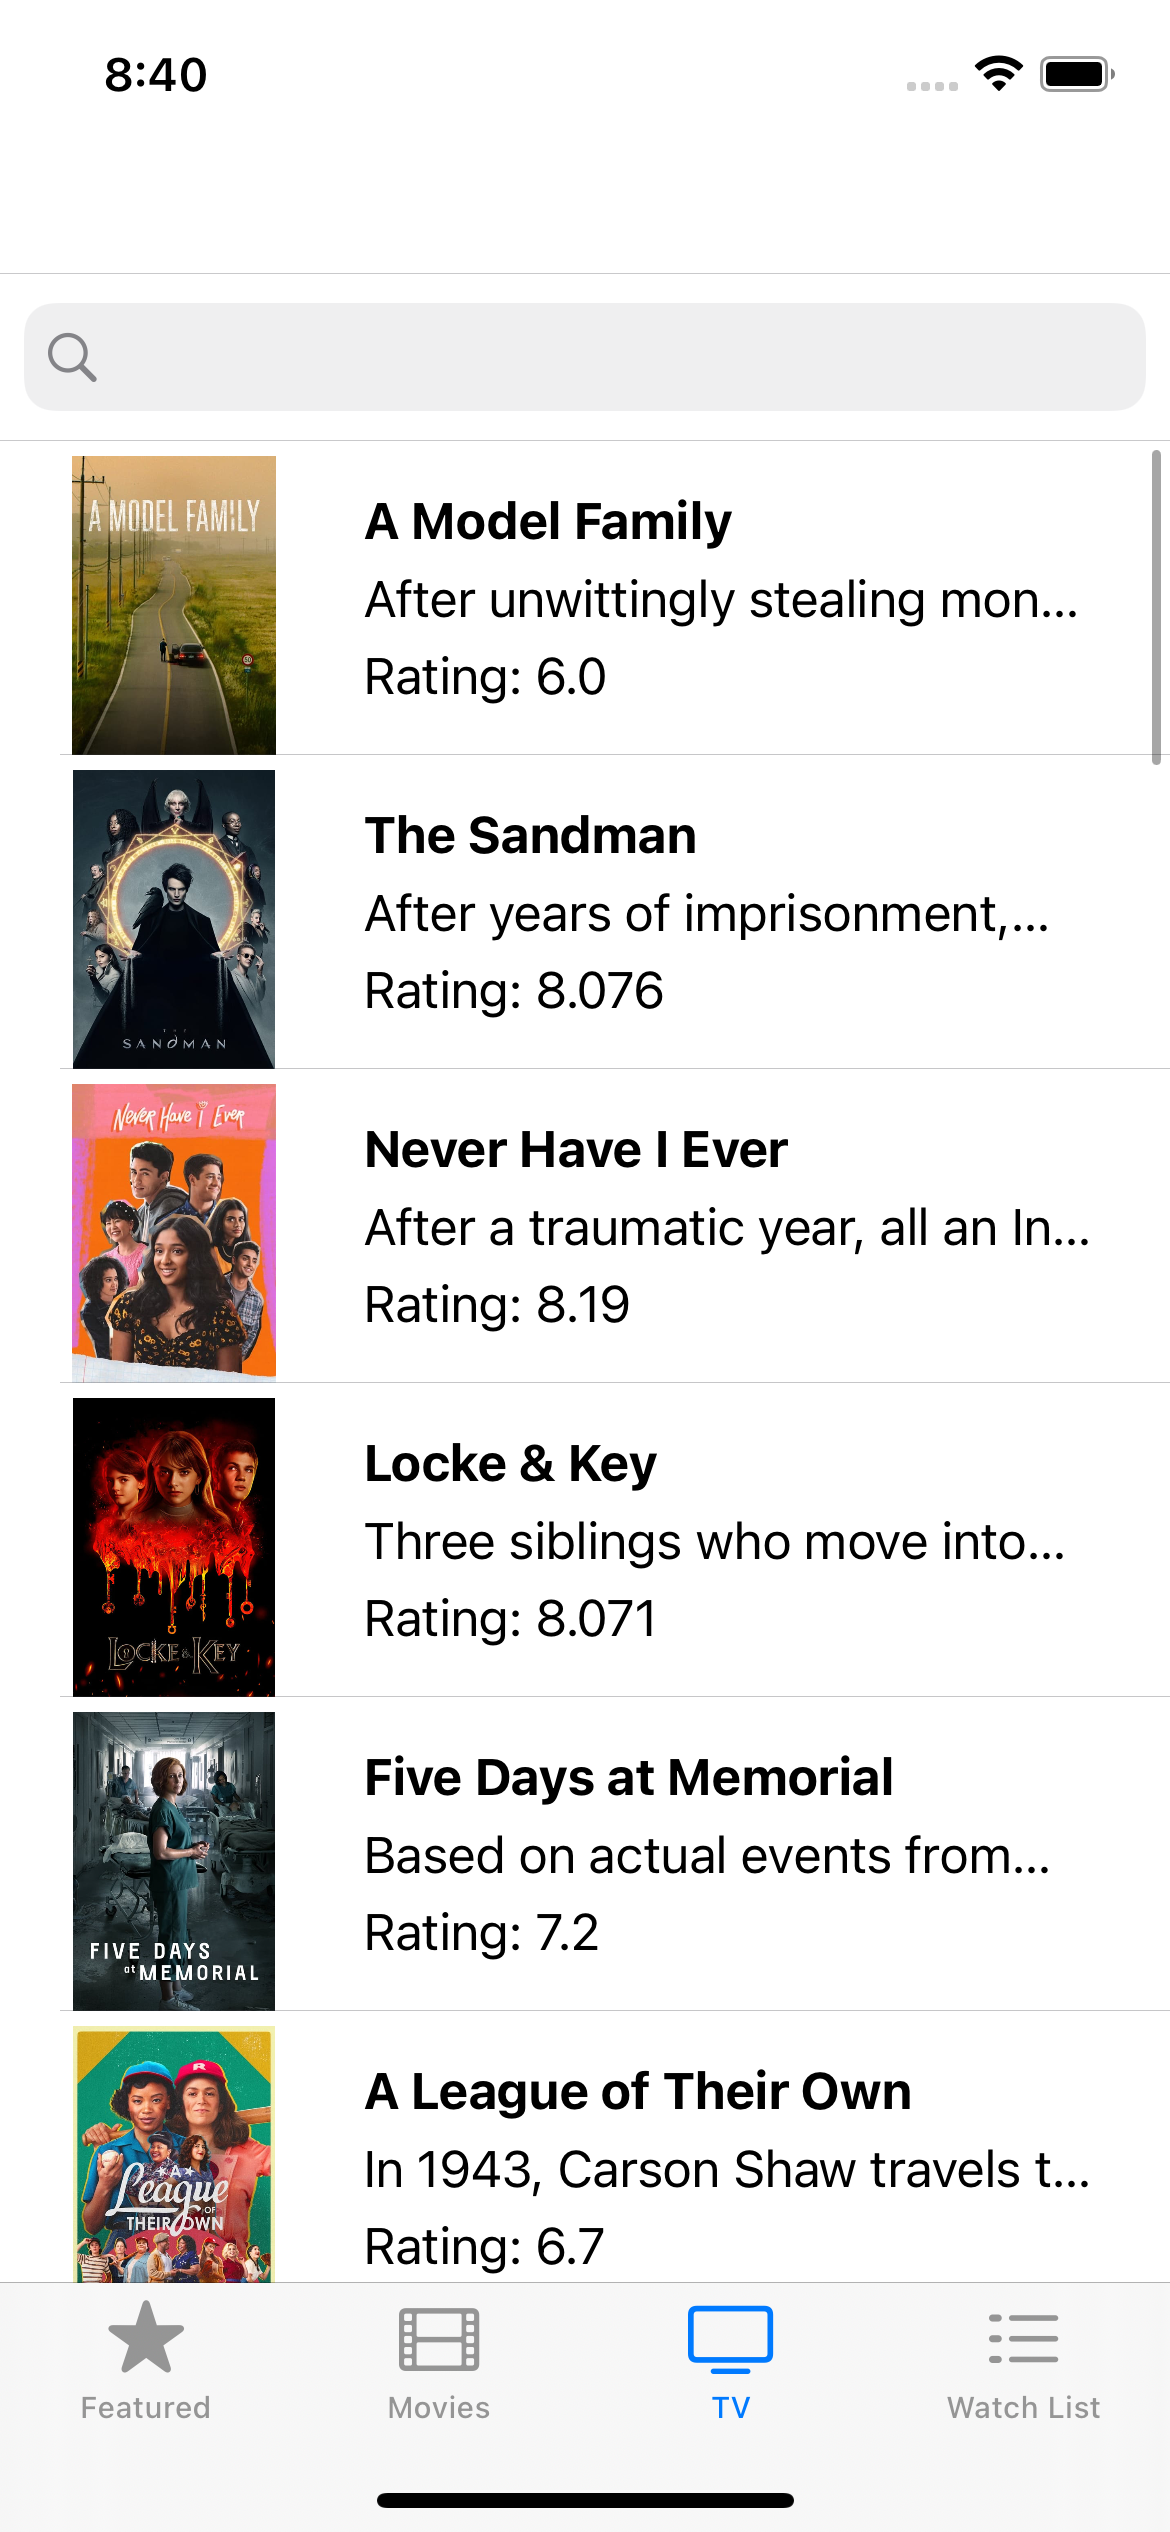 8:40
A MODEL FAMILY
A Model Family
After unwittingly stealing mon...
Rating: 6.0
The Sandman
After years of imprisonment,...
Rating: 8.076
THE
SANDMAN
Never Have I Ever
Never Have I Ever
After a traumatic year, all an In...
Rating: 8.19
Locke & Key
Three siblings who move into...
Rating: 8.071
LOCKE & KEY
Five Days at Memorial
Based on actual events from...
Rating: 7.2
FIVE DAYS
at MEMORIAL
R
A League of Their Own
In 1943, Carson Shaw travels t...
Rating: 6.7
A
League
OF
THEIR OWN
Featured
Movies
TV
Watch List